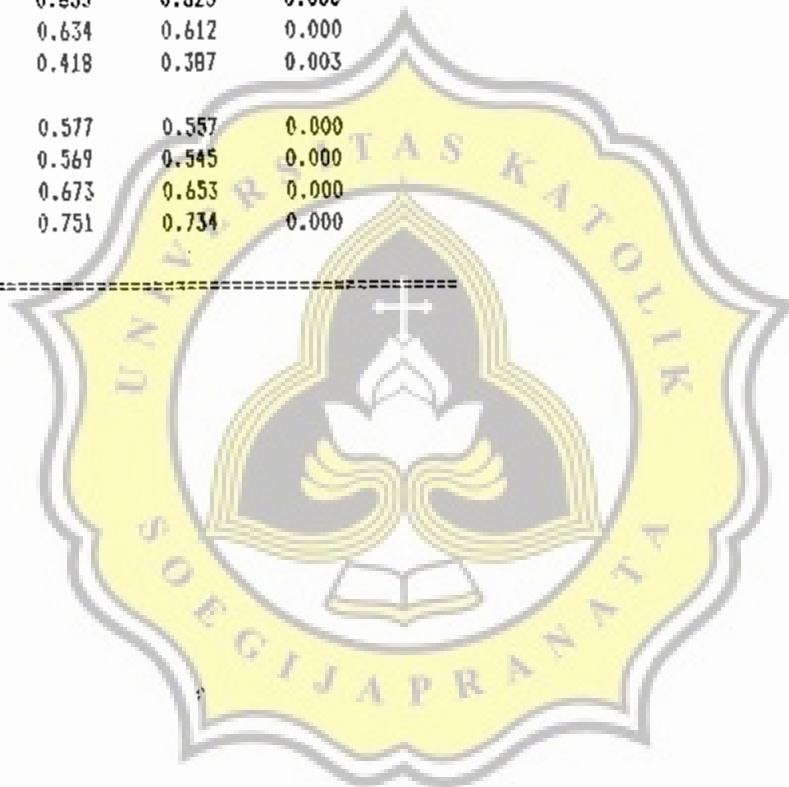 0.634 0.612 0.000
0.418 0.387 0.003
0.577 0.557 0.000
0.569 0.545 0.000
0.673 0.653 0.000
0.751 0.734 0.000
==============================================
UNIVERSITAS KATOLIK
SOEGIJAPRANATA